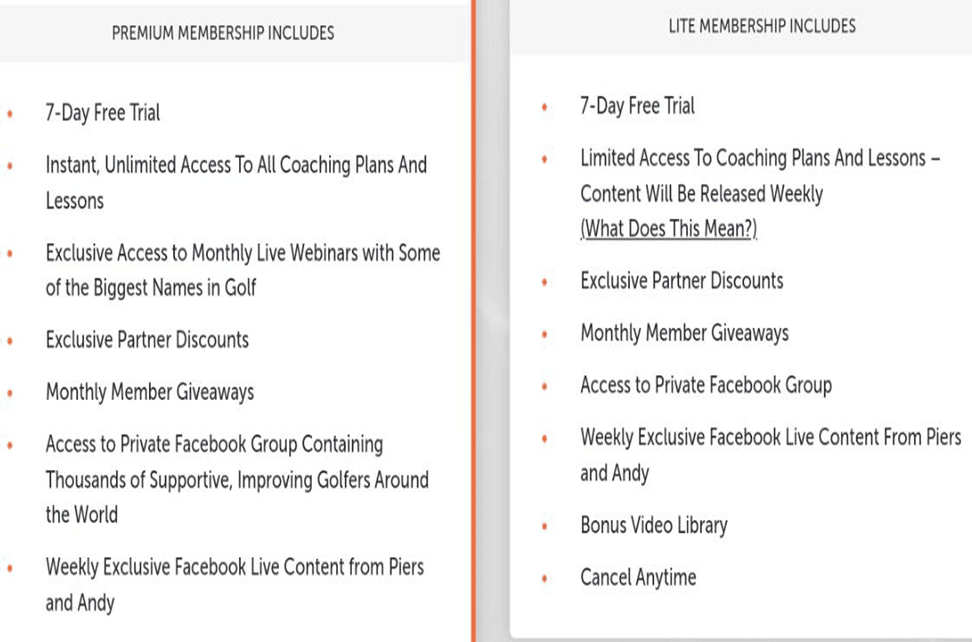 PREMIUM MEMBERSHIP INCLUDES
7-Day Free Trial
Instant, Unlimited Access To All Coaching Plans And
Lessons
Exclusive Access to Monthly Live Webinars with Some
of the Biggest Names in Golf
Exclusive Partner Discounts
Monthly Member Giveaways
Access to Private Facebook Group Containing
Thousands of Supportive, Improving Golfers Around
the World
Weekly Exclusive Facebook Live Content from Piers
and Andy
LITE MEMBERSHIP INCLUDES
7-Day Free Trial
Limited Access To Coaching Plans And Lessons –
Content Will Be Released Weekly
(What Does This Mean?)
Exclusive Partner Discounts
Monthly Member Giveaways
Access to Private Facebook Group
Weekly Exclusive Facebook Live Content From Piers
and Andy
Bonus Video Library
Cancel Anytime